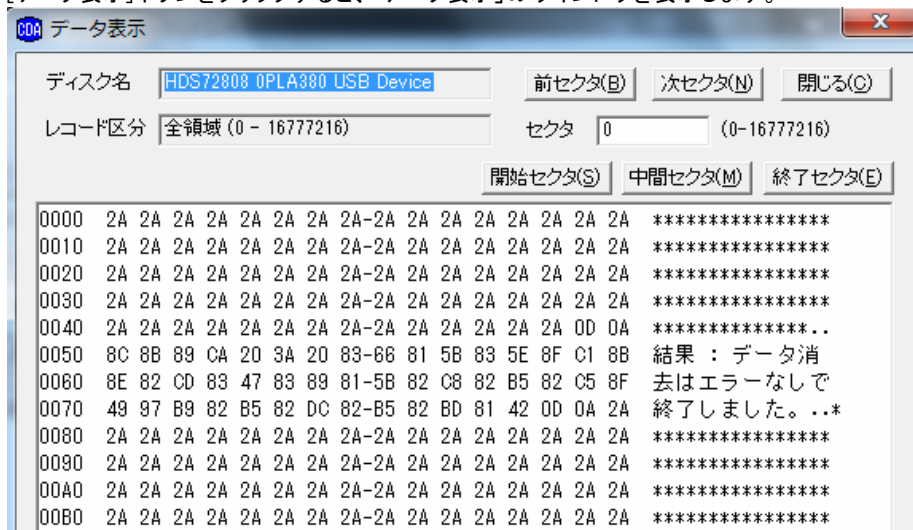 [データ表示]ボタンをクリックすると、「データ表示」のウィンドウを表示します。
CDA データ表示 x
ディスク名 HDS72808 0PLA380 USB Device 前セクタ(B) 次セクタ(N) 閉じる(C)
レコード区分 全領域 (0 - 16777216) セクタ 0 (0-16777216)
開始セクタ(S) 中間セクタ(M) 終了セクタ(E)
0000 2A 2A 2A 2A 2A 2A 2A 2A-2A 2A 2A 2A 2A 2A 2A 2A ****************
0010 2A 2A 2A 2A 2A 2A 2A 2A-2A 2A 2A 2A 2A 2A 2A 2A ****************
0020 2A 2A 2A 2A 2A 2A 2A 2A-2A 2A 2A 2A 2A 2A 2A 2A ****************
0030 2A 2A 2A 2A 2A 2A 2A 2A-2A 2A 2A 2A 2A 2A 2A 2A ****************
0040 2A 2A 2A 2A 2A 2A 2A 2A-2A 2A 2A 2A 2A 2A 0D 0A **************..
0050 8C 8B 89 CA 20 3A 20 83-66 81 5B 83 5E 8F C1 8B 結果 : データ消
0060 8E 82 CD 83 47 83 89 81-5B 82 C8 82 B5 82 C5 8F 去はエラーなしで
0070 49 97 B9 82 B5 82 DC 82-B5 82 BD 81 42 0D 0A 2A 終了しました。..*
0080 2A 2A 2A 2A 2A 2A 2A 2A-2A 2A 2A 2A 2A 2A 2A 2A ****************
0090 2A 2A 2A 2A 2A 2A 2A 2A-2A 2A 2A 2A 2A 2A 2A 2A ****************
00A0 2A 2A 2A 2A 2A 2A 2A 2A-2A 2A 2A 2A 2A 2A 2A 2A ****************
00B0 2A 2A 2A 2A 2A 2A 2A 2A-2A 2A 2A 2A 2A 2A 2A 2A ****************